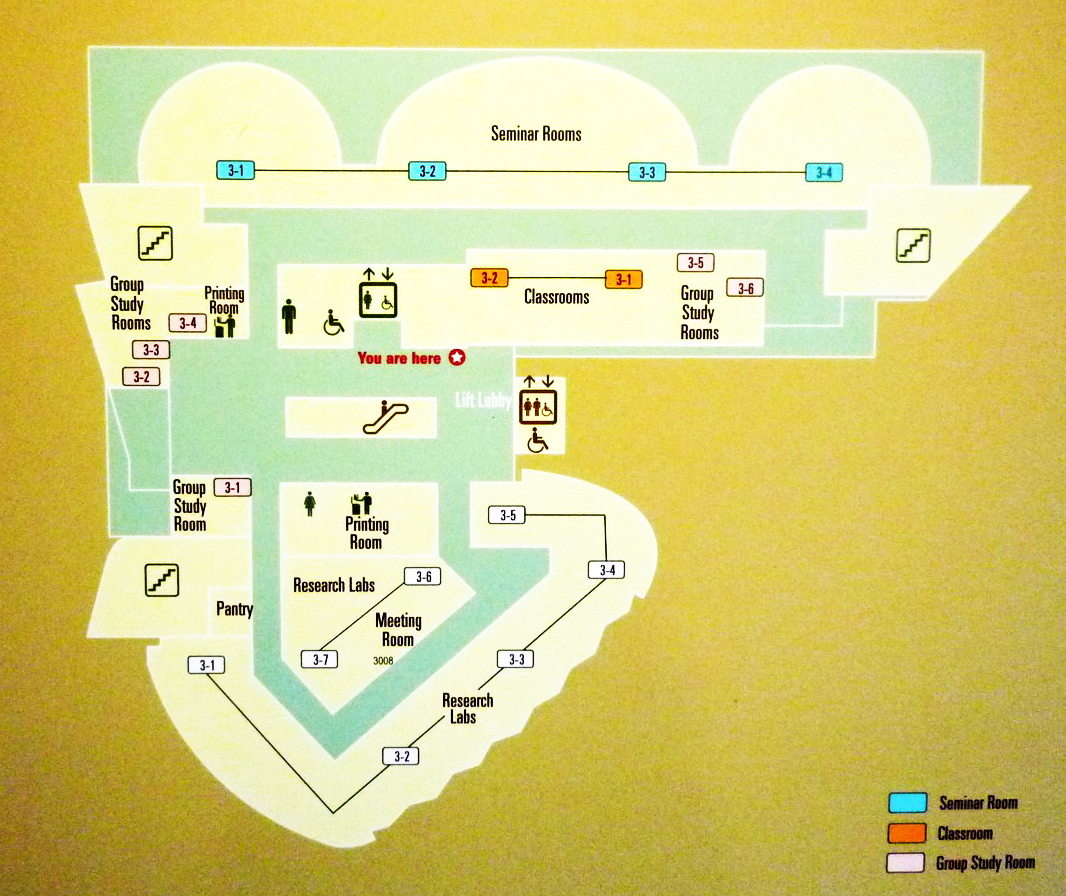 Seminar Rooms
3-1
3-2
3-3
3-4
Group
Study
Rooms
Printing
Room
3-4
3-3
3-2
3-2
3-1
Classrooms
3-5
3-6
Group
Study
Rooms
You are here
Lift Lobby
Group
Study
Room
3-1
Printing
Room
3-5
3-4
Research Labs
3-6
Meeting
Room
3008
3-7
Pantry
3-1
3-3
Research
Labs
3-2
Seminar Room
Classroom
Group Study Room